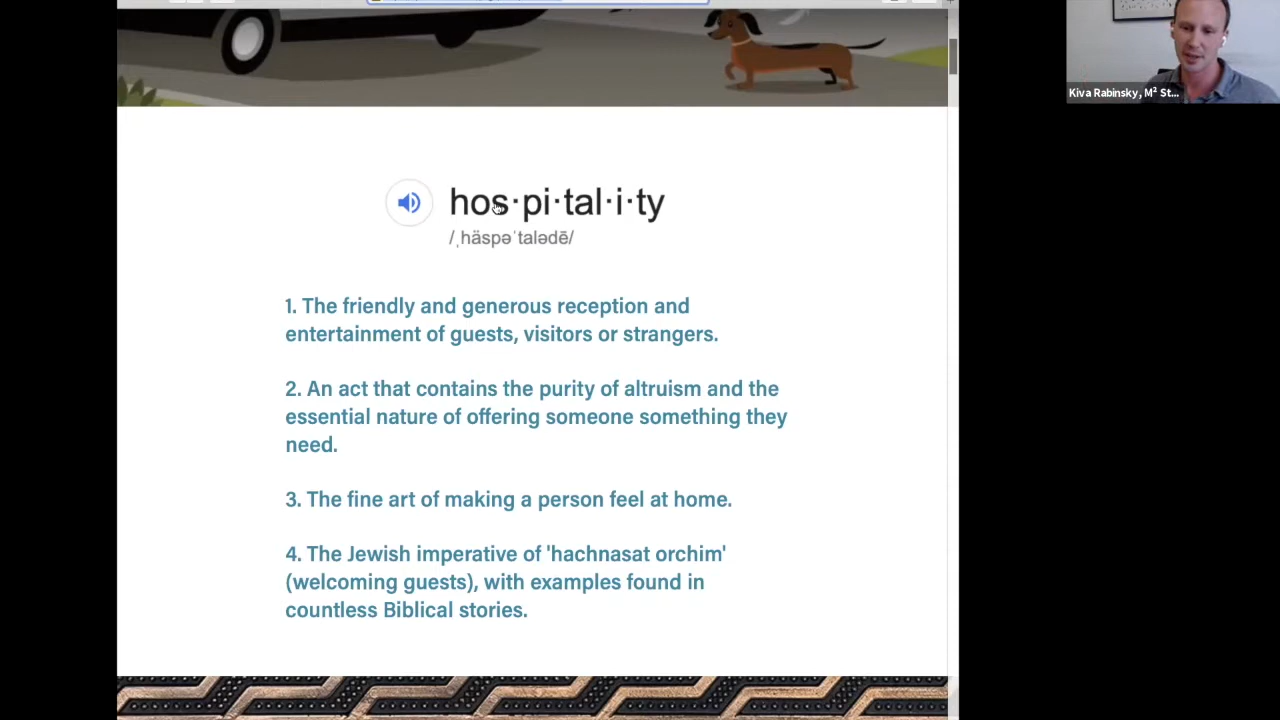 Kiva Rabinsky, M² St...
hos·pi·tal·i·ty
/ˌhäspəˈtalədē/
1. The friendly and generous reception and
entertainment of guests, visitors or strangers.
2. An act that contains the purity of altruism and the
essential nature of offering someone something they
need.
3. The fine art of making a person feel at home.
4. The Jewish imperative of 'hachnasat orchim'
(welcoming guests), with examples found in
countless Biblical stories.